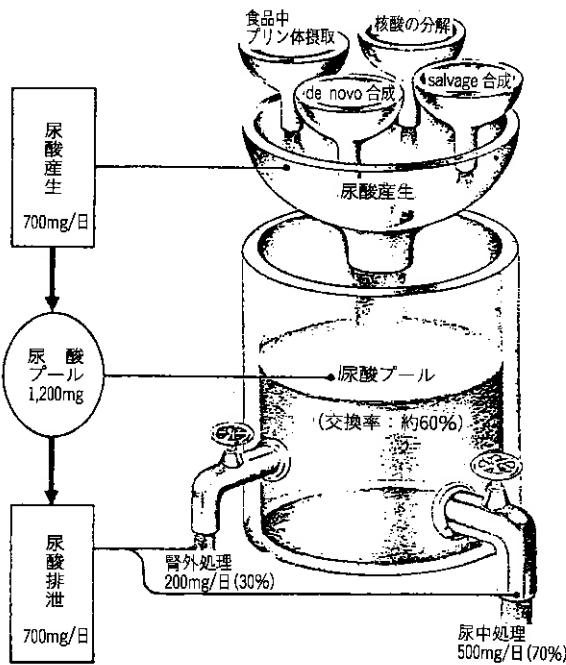 食品中
プリン体摂取
核酸の分解
de novo 合成
salvage 合成
尿酸産生
700mg/日
尿酸産生
尿酸
プール
1,200mg
尿酸プール
(交換率：約60%)
尿酸排泄
700mg/日
腎外処理
200mg/日(30%)
尿中処理
500mg/日(70%)